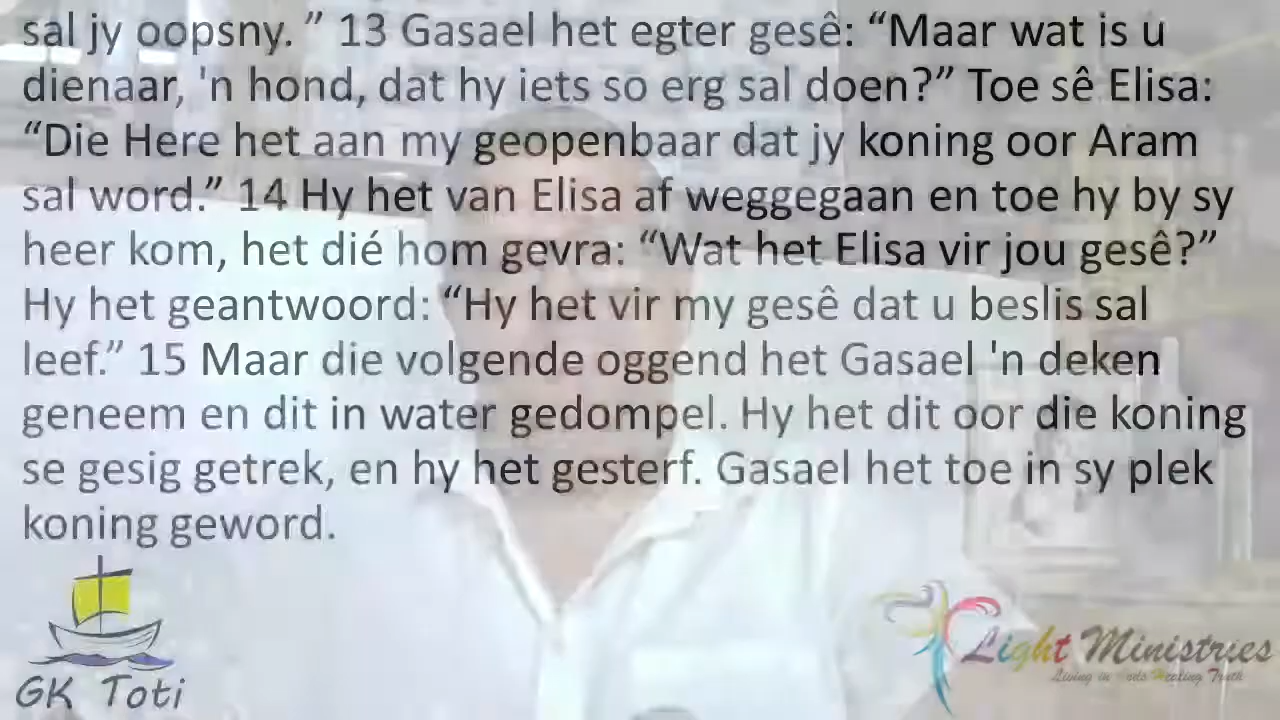 sal jy oopsny. ” 13 Gasael het egter gesê: “Maar wat is u
dienaar, 'n hond, dat hy iets so erg sal doen?” Toe sê Elisa:
“Die Here het aan my geopenbaar dat jy koning oor Aram
sal word.” 14 Hy het van Elisa af weggegaan en toe hy by sy
heer kom, het dié hom gevra: “Wat het Elisa vir jou gesê?”
Hy het geantwoord: “Hy het vir my gesê dat u beslis sal
leef.” 15 Maar die volgende oggend het Gasael 'n deken
geneem en dit in water gedompel. Hy het dit oor die koning
se gesig getrek, en hy het gesterf. Gasael het toe in sy plek
koning geword.
GK Toti
Light Ministries
Living in Gods Healing Truth